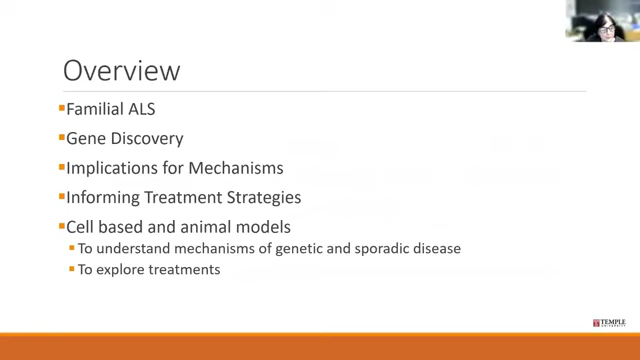 Overview
Familial ALS
Gene Discovery
Implications for Mechanisms
Informing Treatment Strategies
Cell based and animal models
To understand mechanisms of genetic and sporadic disease
To explore treatments
TEMPLE
UNIVERSITY